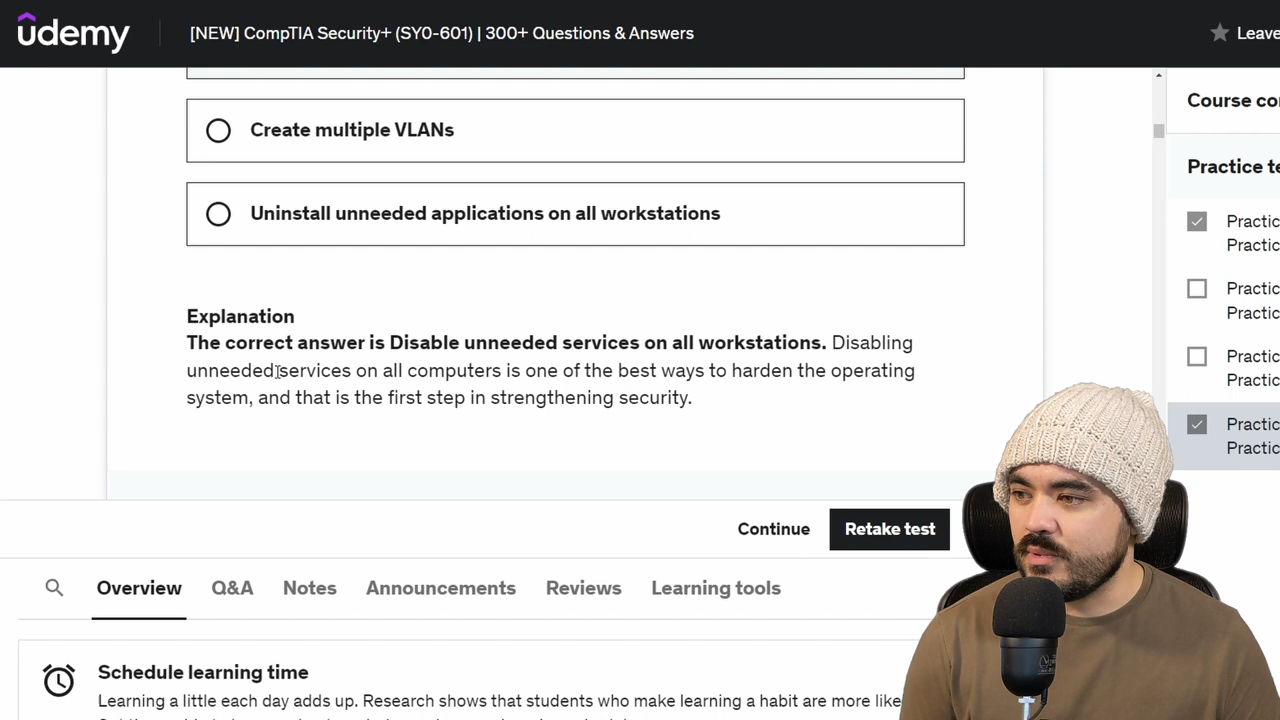 ûdemy
[NEW] CompTIA Security+ (SY0-601) | 300+ Questions & Answers
Leave
Create multiple VLANs
Uninstall unneeded applications on all workstations
Explanation
The correct answer is Disable unneeded services on all workstations. Disabling
unneeded services on all computers is one of the best ways to harden the operating
system, and that is the first step in strengthening security.
Continue
Retake test
Overview
Q&A
Notes
Announcements
Reviews
Learning tools
Schedule learning time
Learning a little each day adds up. Research shows that students who make learning a habit are more like
Course co
Practice te
Practic
Practic
Practic
Practic
Practic
Practic
Practic
Practic